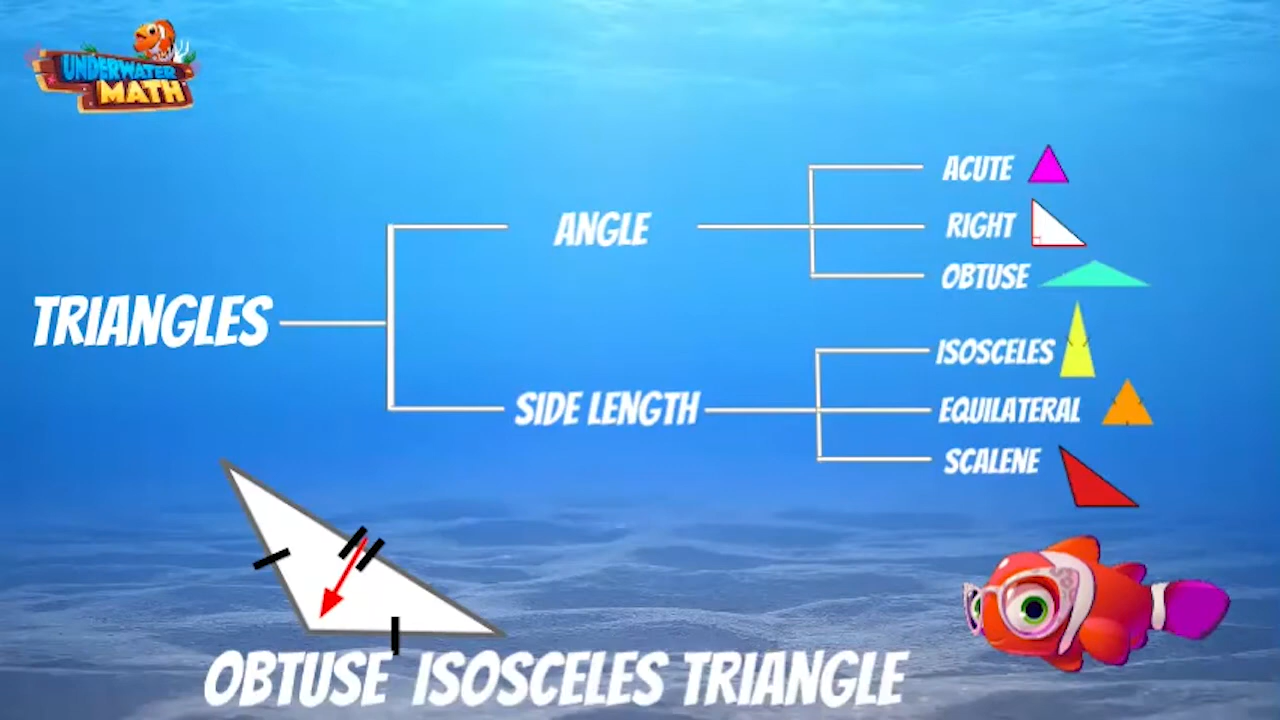 UNDERWATER
MATH
TRIANGLES
ANGLE
ACUTE
RIGHT
OBTUSE
SIDE LENGTH
ISOSCELES
EQUILATERAL
SCALENE
OBTUSE ISOSCELES TRIANGLE